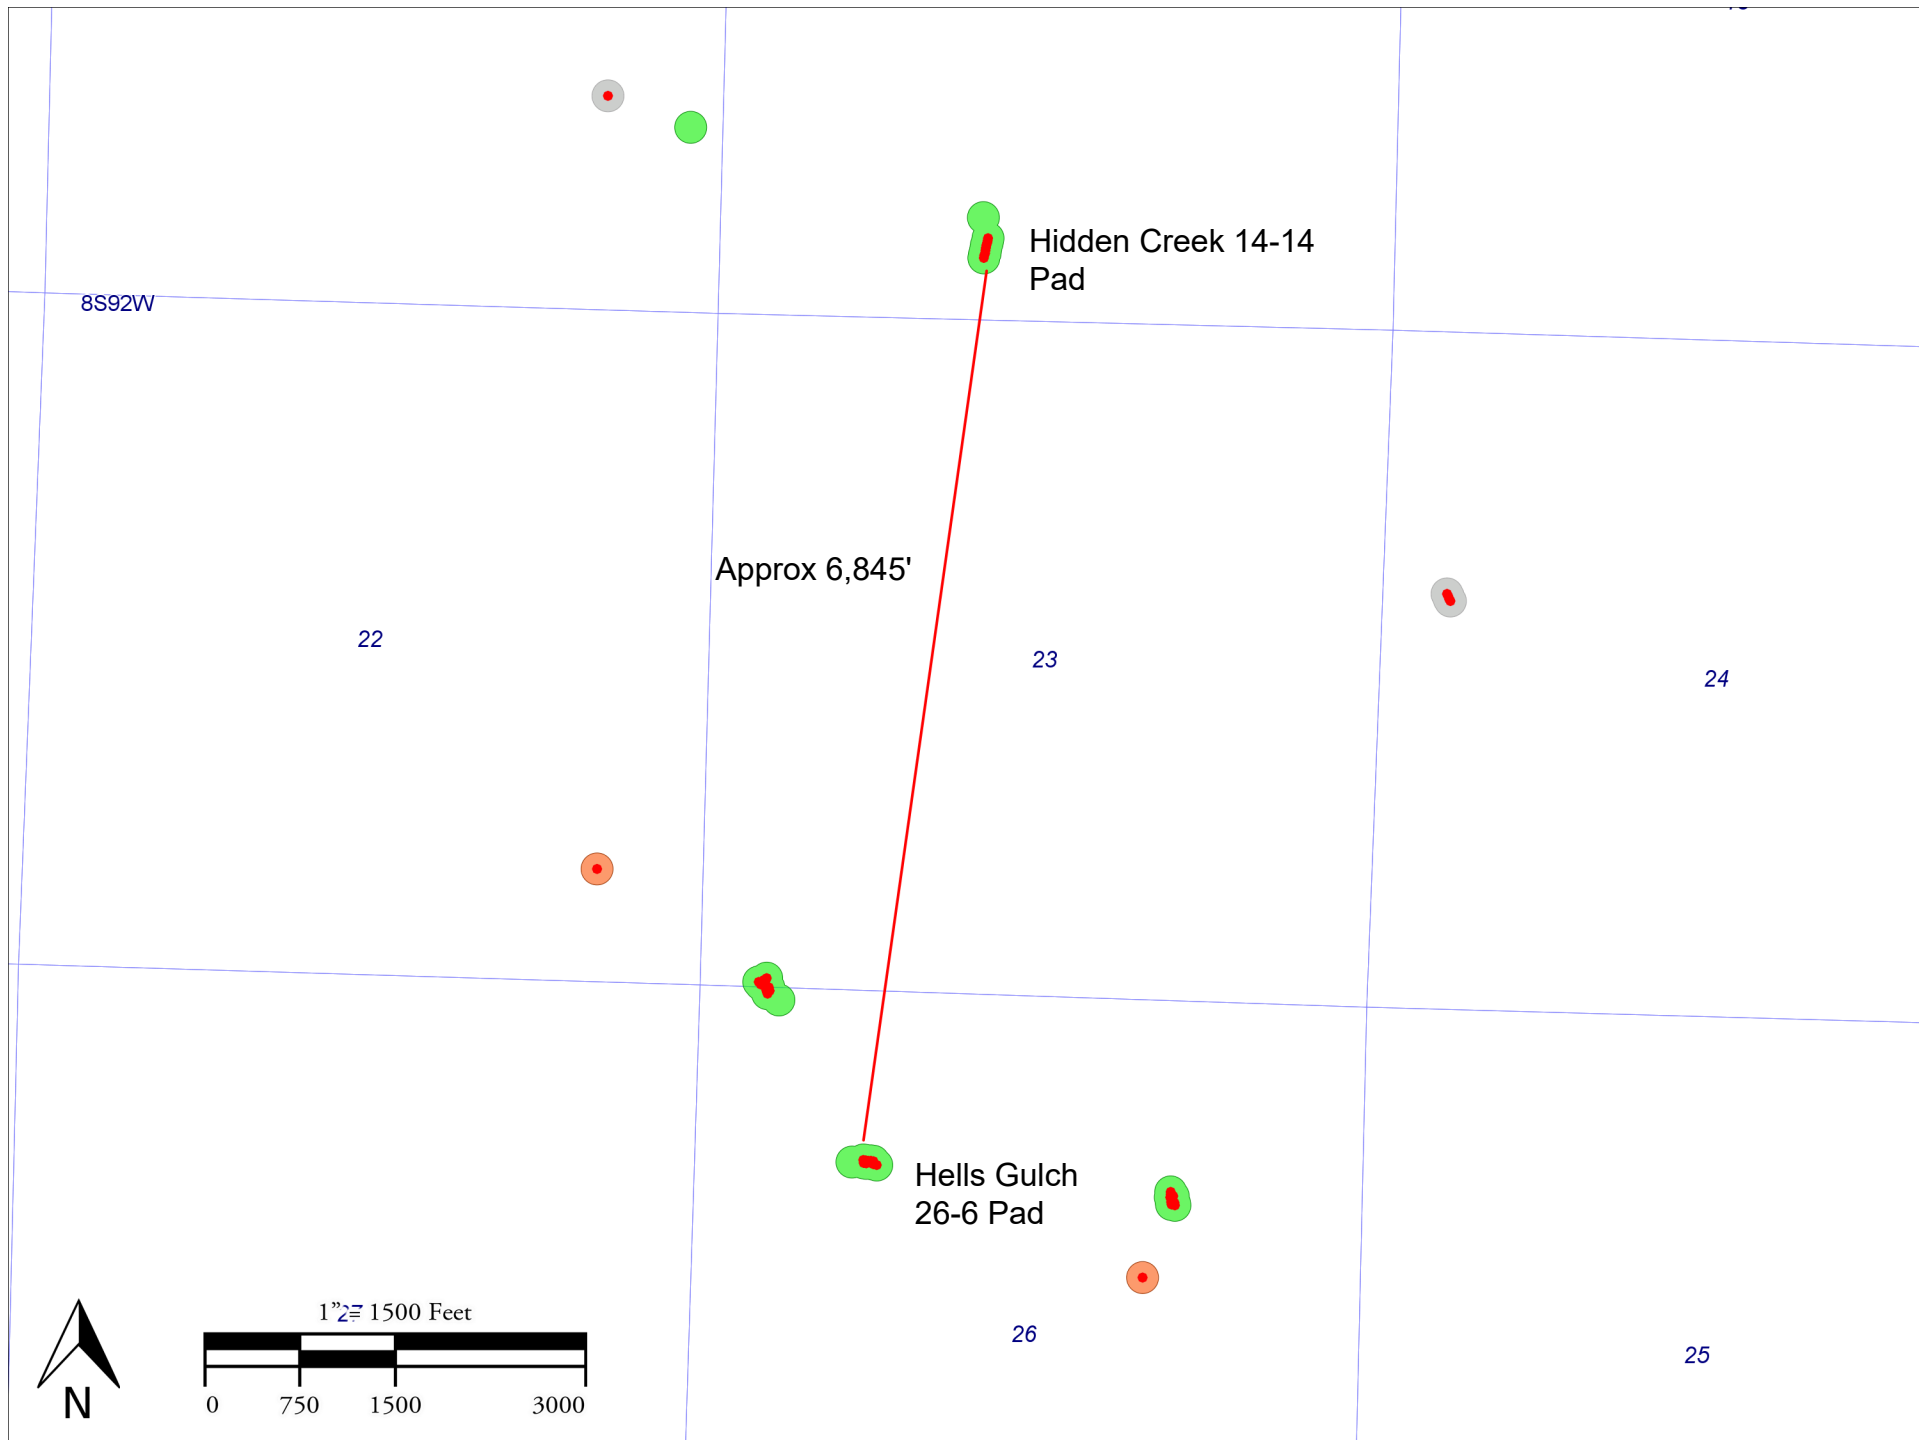 Hidden Creek 14-14
Pad
8S92W
Approx 6,845'
22
23
24
Hells Gulch
26-6 Pad
27
1”= 1500 Feet
26
25
0 750 1500 3000
N